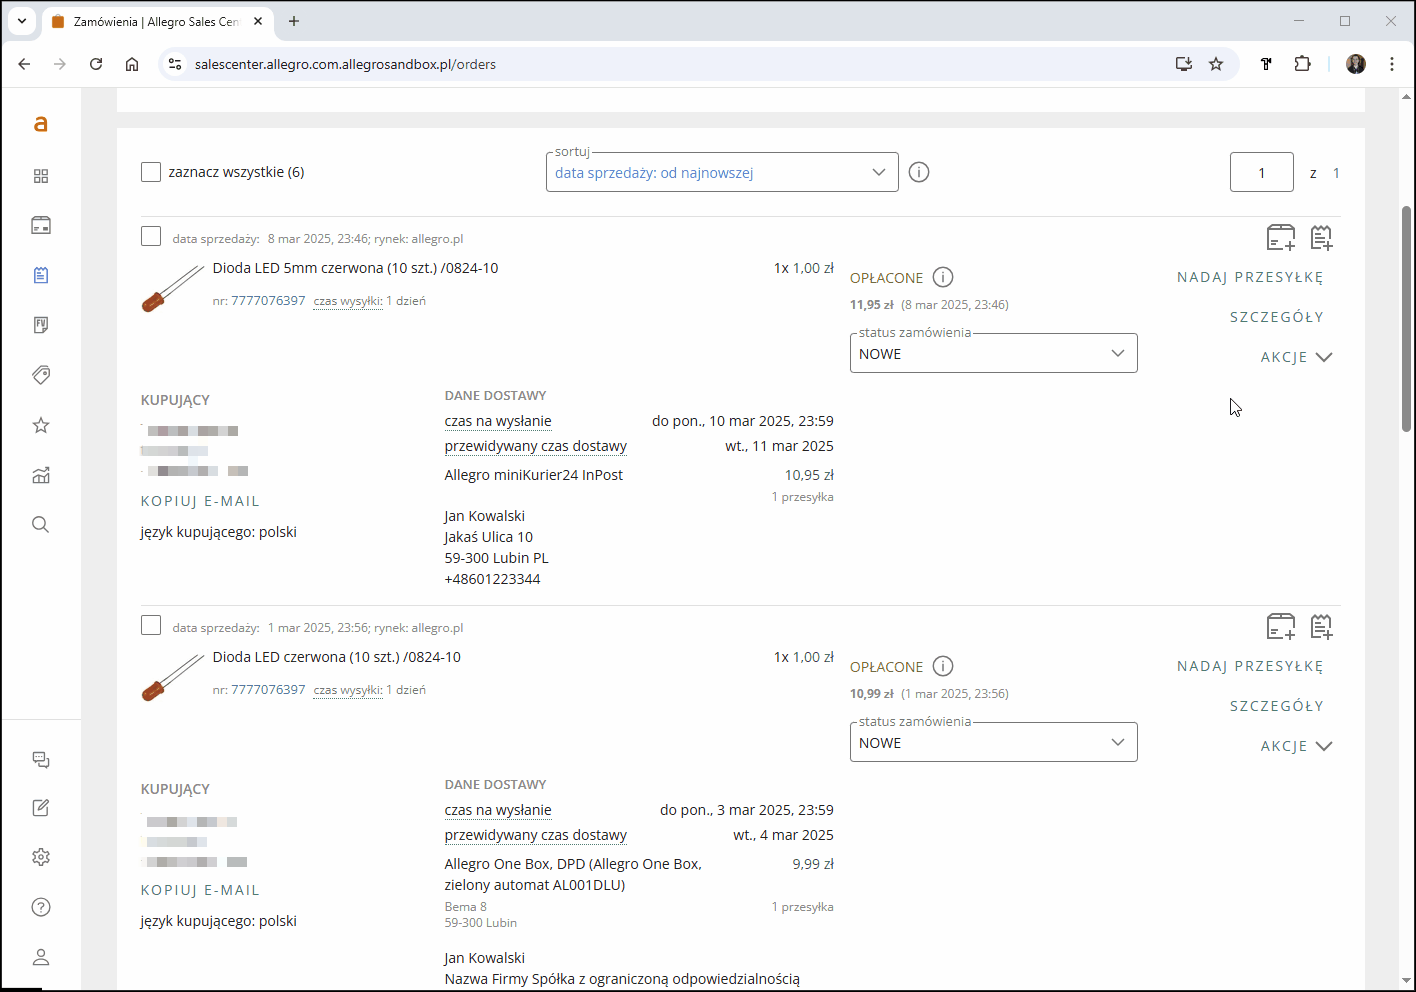 Zamówienia | Allegro Sales Cen
salescenter.allegro.com.allegrosandbox.pl/orders
a
zaznacz wszystkie (6)
sortuj
data sprzedaży: od najnowszej
1 z 1
data sprzedaży: 8 mar 2025, 23:46; rynek: allegro.pl
Dioda LED 5mm czerwona (10 szt.) /0824-10
1x 1,00 zł
nr: 7777076397 czas wysyłki: 1 dzień
OPŁACONE
11,95 zł (8 mar 2025, 23:46)
status zamówienia
NOWE
NADAJ PRZESYŁKĘ
SZCZEGÓŁY
AKCJE
KUPUJĄCY
KOPIUJ E-MAIL
język kupującego: polski
DANE DOSTAWY
czas na wysłanie do pon., 10 mar 2025, 23:59
przewidywany czas dostawy wt., 11 mar 2025
Allegro miniKurier24 InPost 10,95 zł
1 przesyłka
Jan Kowalski
Jakaś Ulica 10
59-300 Lubin PL
+48601223344
data sprzedaży: 1 mar 2025, 23:56; rynek: allegro.pl
Dioda LED czerwona (10 szt.) /0824-10
1x 1,00 zł
nr: 7777076397 czas wysyłki: 1 dzień
OPŁACONE
10,99 zł (1 mar 2025, 23:56)
status zamówienia
NOWE
NADAJ PRZESYŁKĘ
SZCZEGÓŁY
AKCJE
KUPUJĄCY
KOPIUJ E-MAIL
język kupującego: polski
DANE DOSTAWY
czas na wysłanie do pon., 3 mar 2025, 23:59
przewidywany czas dostawy wt., 4 mar 2025
Allegro One Box, DPD (Allegro One Box, 9,99 zł
zielony automat AL001DLU)
Bema 8 1 przesyłka
59-300 Lubin
Jan Kowalski
Nazwa Firmy Spółka z ograniczoną odpowiedzialnością